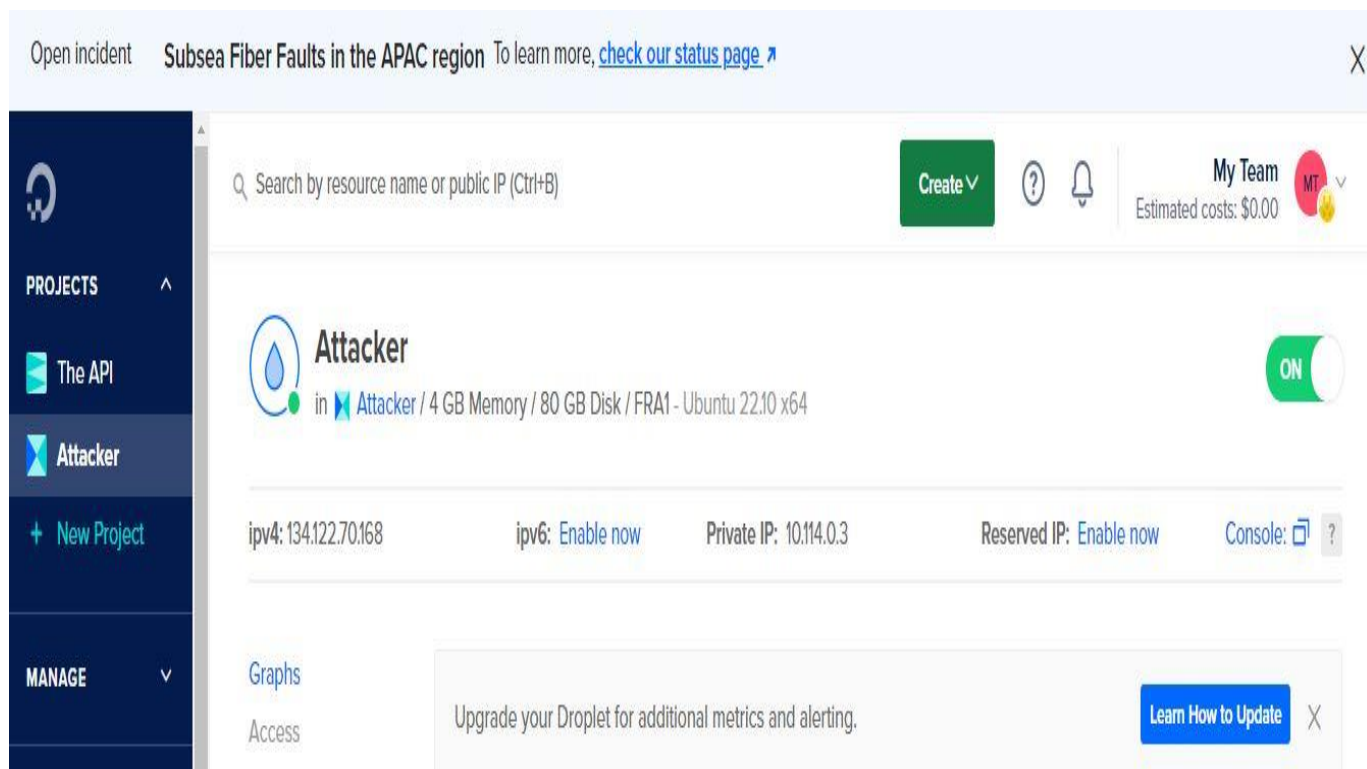 Open incident Subsea Fiber Faults in the APAC region To learn more, check our status page ↗ X
Search by resource name or public IP (Ctrl+B) Create My Team
Estimated costs: $0.00 MT
PROJECTS
The API
Attacker
+ New Project
MANAGE
Attacker ON
in Attacker / 4 GB Memory / 80 GB Disk / FRA1 - Ubuntu 22.10 x64
ipv4: 134.122.70.168 ipv6: Enable now Private IP: 10.114.0.3 Reserved IP: Enable now Console: ?
Graphs
Access
Upgrade your Droplet for additional metrics and alerting. Learn How to Update X